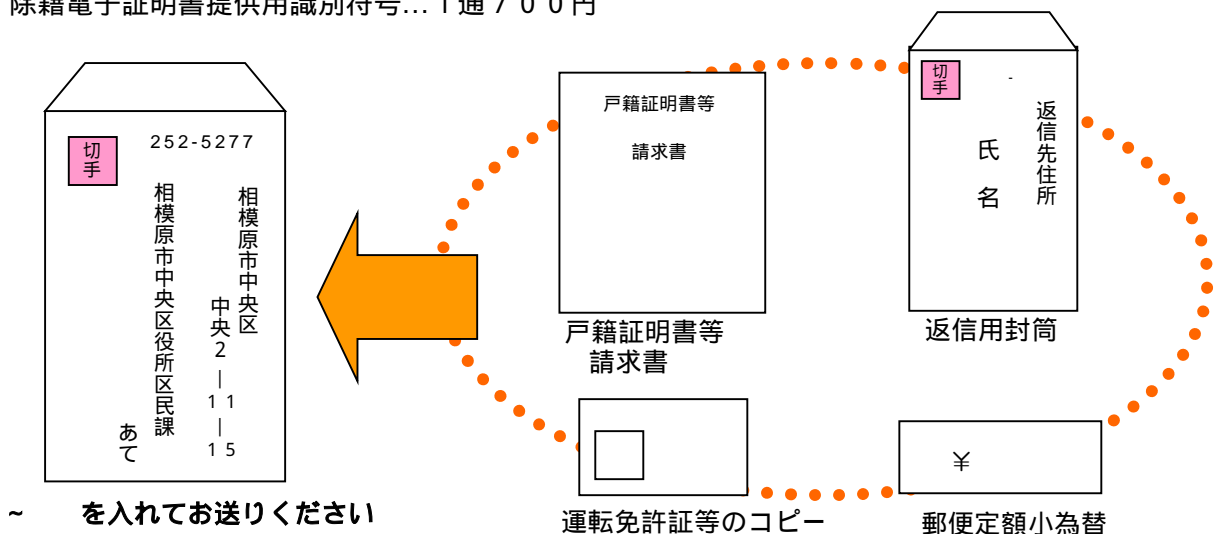 除籍電子証明書提供用識別符号…1通700円
切手
252-5277
相模原市中央区
中央2―11―15
相模原市中央区役所区民課
あて
~ を入れてお送りください
戸籍証明書等
請求書
戸籍証明書等
請求書
切手
-
返信先住所
氏名
返信用封筒
運転免許証等のコピー
¥
郵便定額小為替